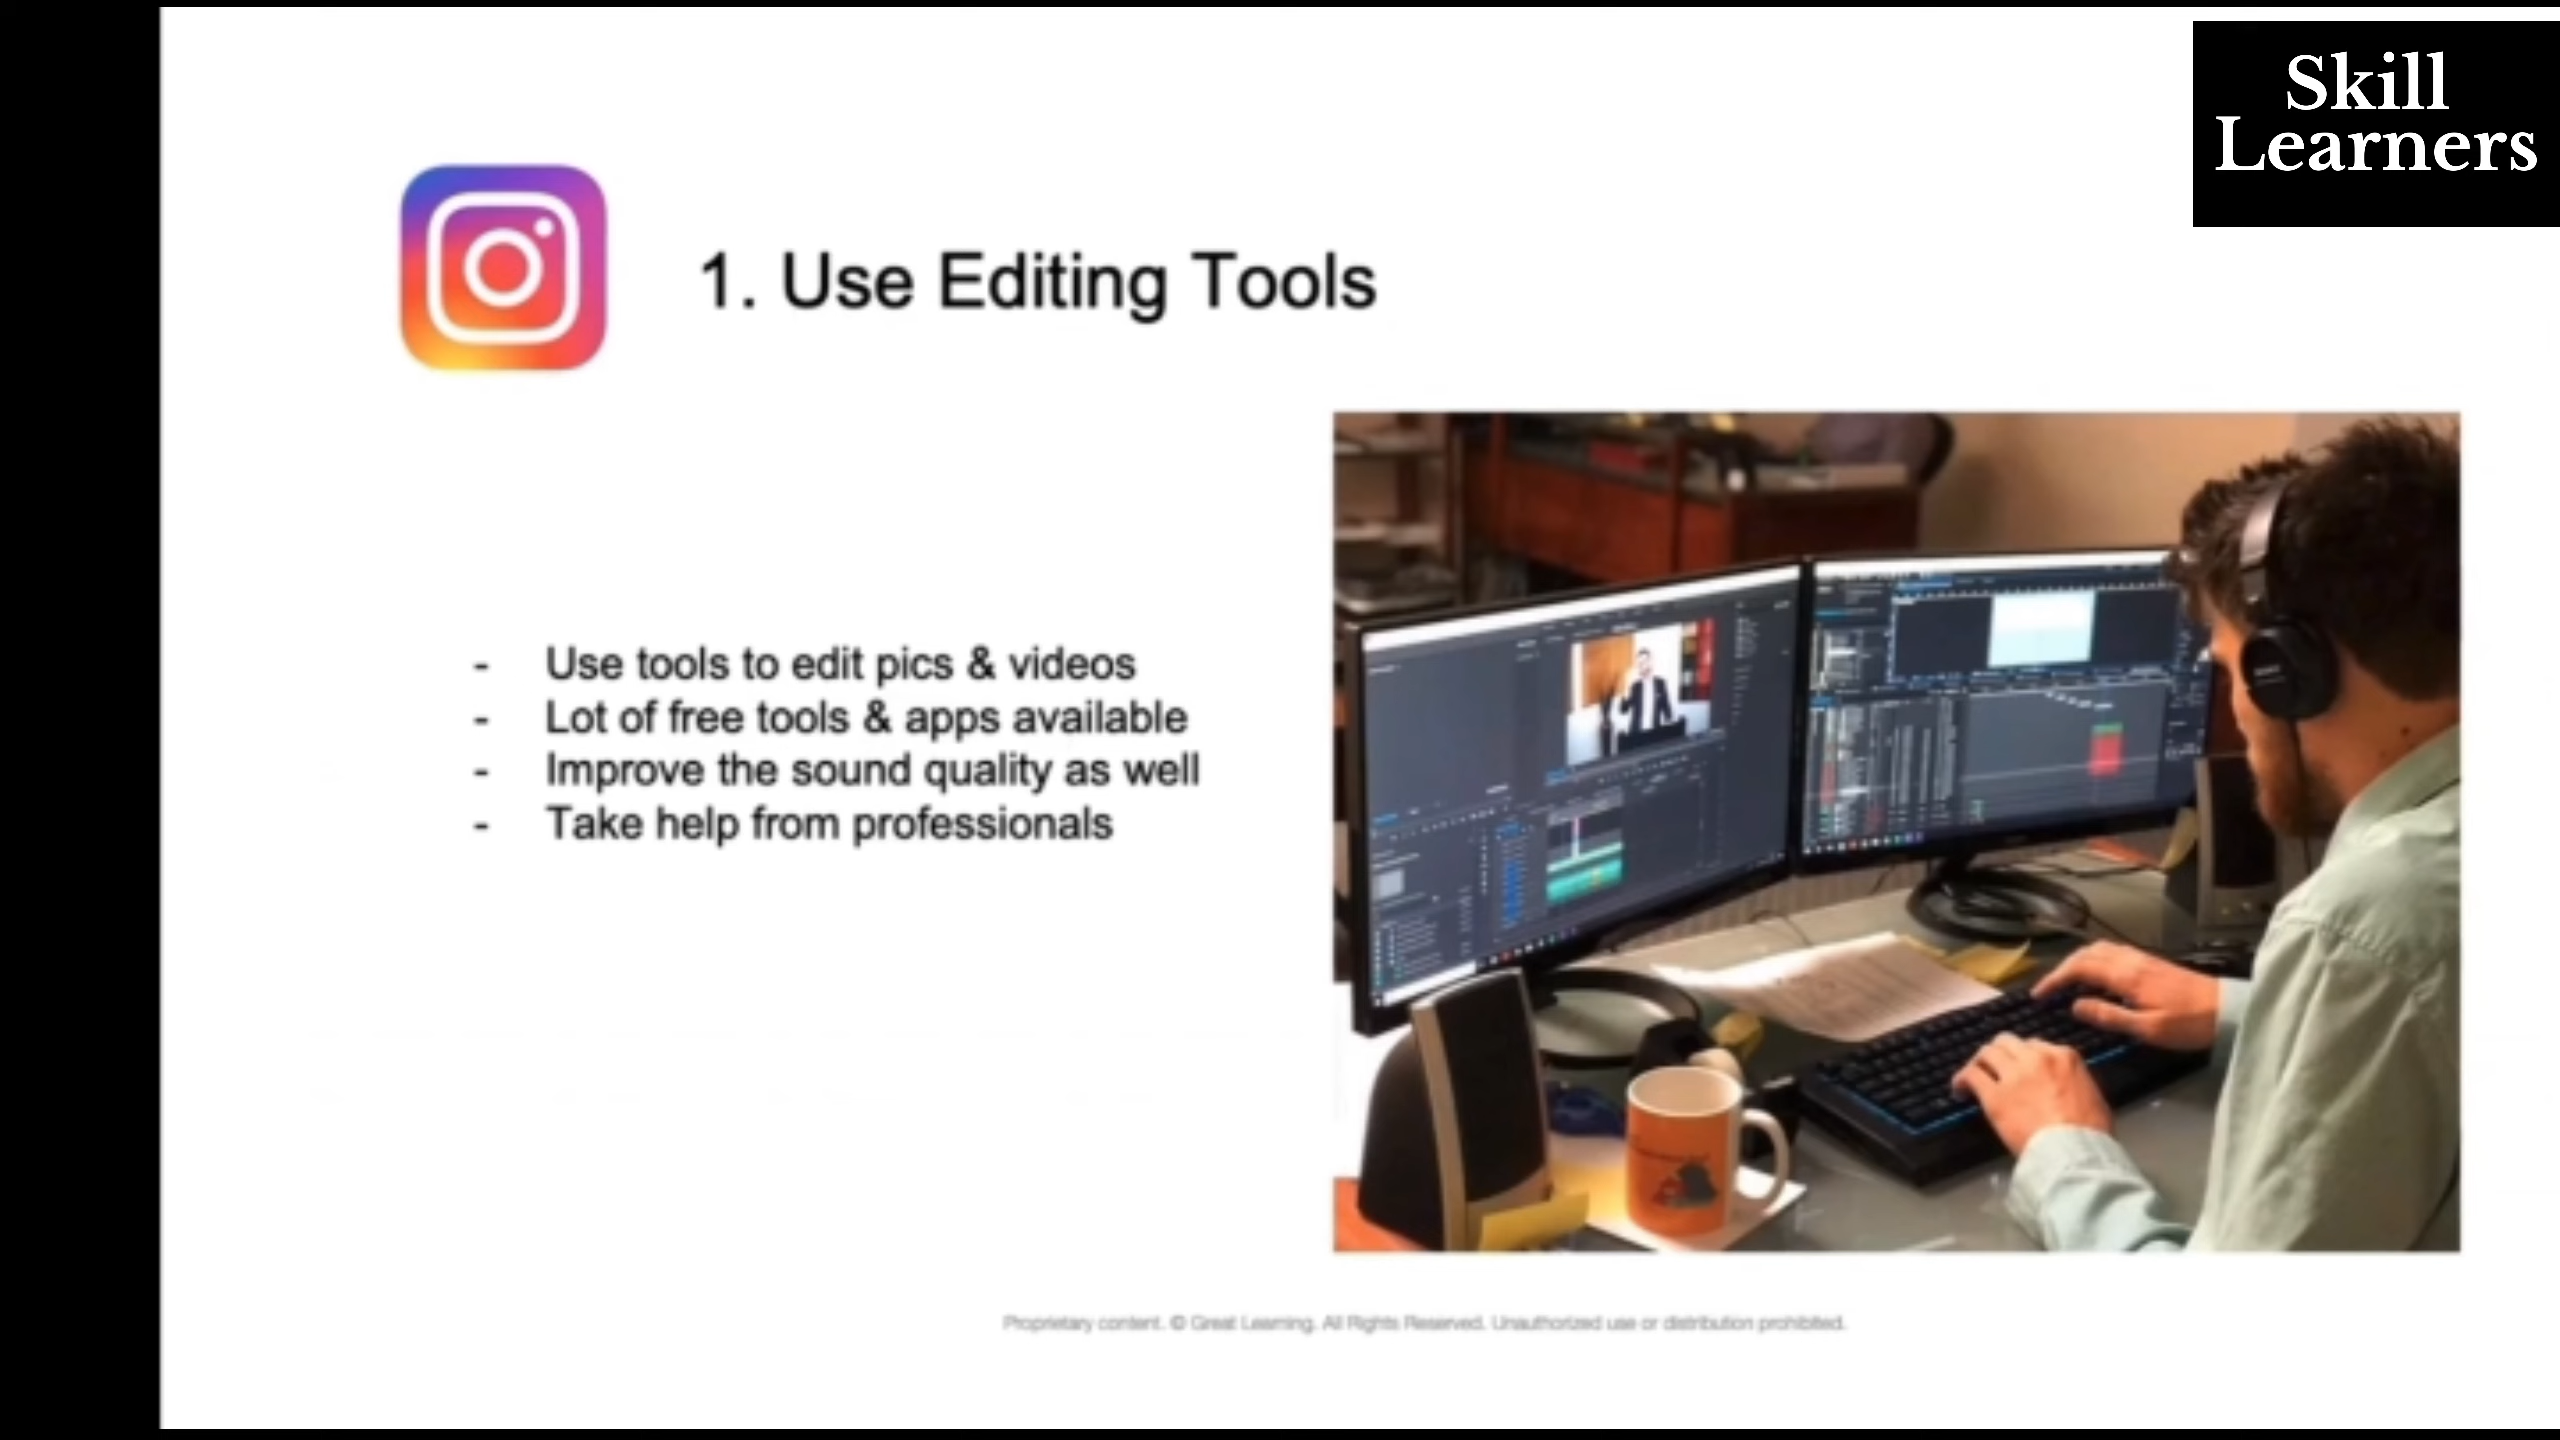 Skill
Learners
1. Use Editing Tools
- Use tools to edit pics & videos
- Lot of free tools & apps available
- Improve the sound quality as well
- Take help from professionals
Proprietary content. © Great Learning. All Rights Reserved. Unauthorized use or distribution prohibited.